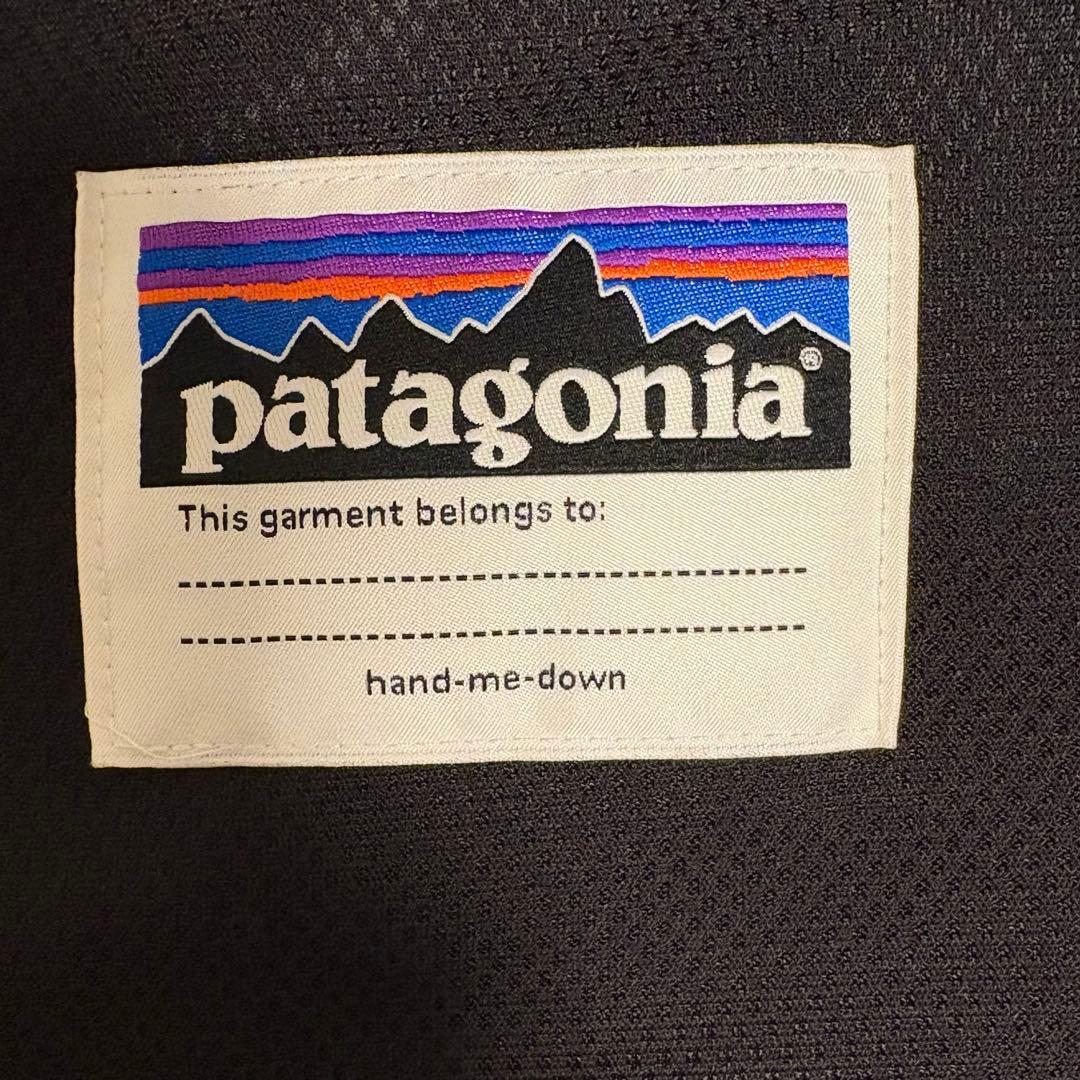 patagonia®
This garment belongs to:
hand-me-down